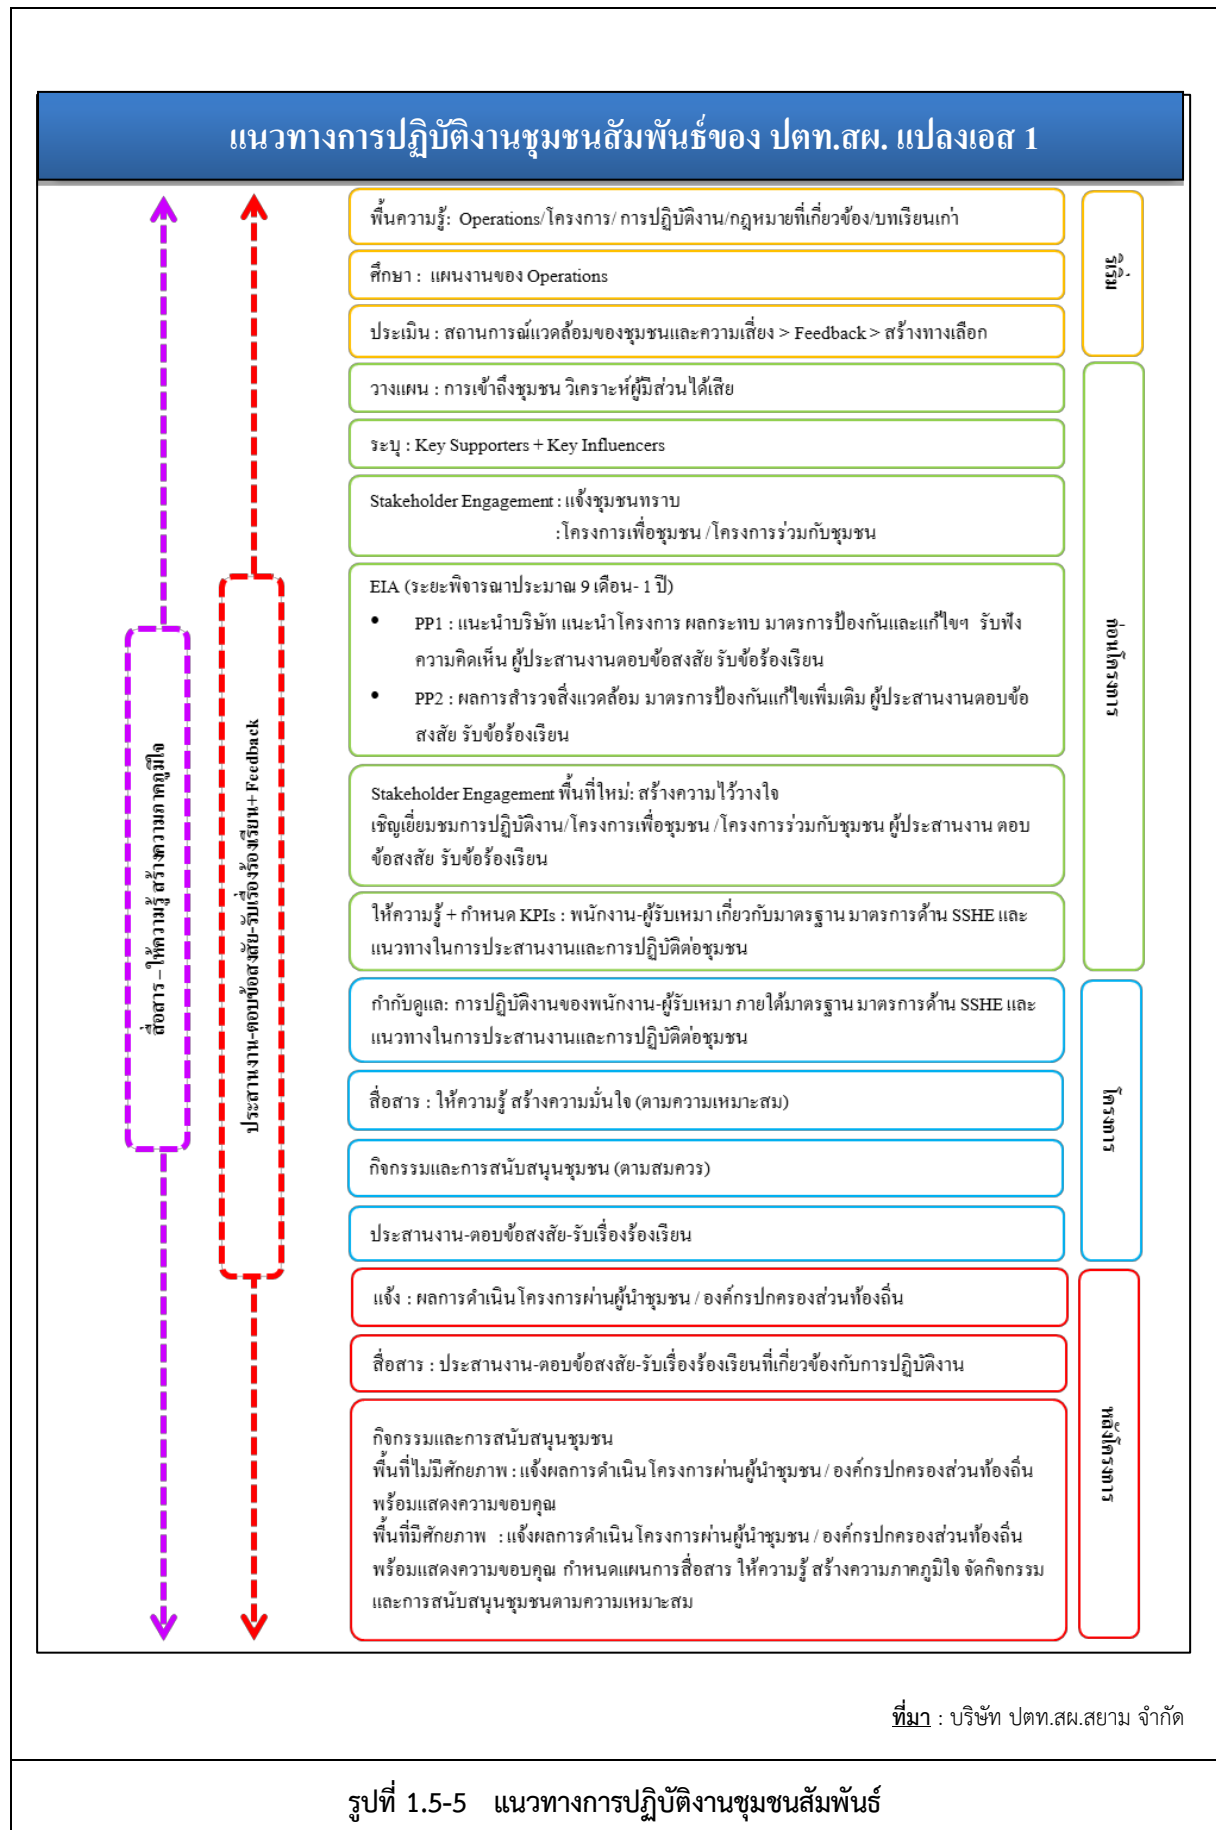 แนวทางการปฏิบัติงานชุมชนสัมพันธ์ของ ปตท.สผ. แปลงเอส 1
พื้นความรู้: Operations/โครงการ/ การปฏิบัติงาน/กฎหมายที่เกี่ยวข้อง/บทเรียนเก่า
ศึกษา : แผนงานของ Operations
ประเมิน : สถานการณ์แวดล้อมของชุมชนและความเสี่ยง > Feedback > สร้างทางเลือก
ริเริ่ม
วางแผน : การเข้าถึงชุมชน วิเคราะห์ผู้มีส่วนได้เสีย
ระบุ : Key Supporters + Key Influencers
Stakeholder Engagement : แจ้งชุมชนทราบ
:โครงการเพื่อชุมชน /โครงการร่วมกับชุมชน
EIA (ระยะพิจารณาประมาณ 9 เดือน- 1 ปี)
• PP1 : แนะนำบริษัท แนะนำโครงการ ผลกระทบ มาตรการป้องกันและแก้ไขฯ รับฟัง
ความคิดเห็น ผู้ประสานงานตอบข้อสงสัย รับข้อร้องเรียน
• PP2 : ผลการสำรวจสิ่งแวดล้อม มาตรการป้องกันแก้ไขเพิ่มเติม ผู้ประสานงานตอบข้อ
สงสัย รับข้อร้องเรียน
Stakeholder Engagement พื้นที่ใหม่: สร้างความไว้วางใจ
เชิญเยี่ยมชมการปฏิบัติงาน/โครงการเพื่อชุมชน /โครงการร่วมกับชุมชน ผู้ประสานงาน ตอบ
ข้อสงสัย รับข้อร้องเรียน
ให้ความรู้ + กำหนด KPIs : พนักงาน-ผู้รับเหมา เกี่ยวกับมาตรฐาน มาตรการด้าน SSHE และ
แนวทางในการประสานงานและการปฏิบัติต่อชุมชน
ก่อนโครงการ
กำกับดูแล: การปฏิบัติงานของพนักงาน-ผู้รับเหมา ภายใต้มาตรฐาน มาตรการด้าน SSHE และ
แนวทางในการประสานงานและการปฏิบัติต่อชุมชน
สื่อสาร : ให้ความรู้ สร้างความมั่นใจ (ตามความเหมาะสม)
กิจกรรมและการสนับสนุนชุมชน (ตามสมควร)
ประสานงาน-ตอบข้อสงสัย-รับเรื่องร้องเรียน
โครงการ
แจ้ง : ผลการดำเนินโครงการผ่านผู้นำชุมชน / องค์กรปกครองส่วนท้องถิ่น
สื่อสาร : ประสานงาน-ตอบข้อสงสัย-รับเรื่องร้องเรียนที่เกี่ยวข้องกับการปฏิบัติงาน
กิจกรรมและการสนับสนุนชุมชน
พื้นที่ไม่มีศักยภาพ : แจ้งผลการดำเนินโครงการผ่านผู้นำชุมชน / องค์กรปกครองส่วนท้องถิ่น
พร้อมแสดงความขอบคุณ
พื้นที่มีศักยภาพ : แจ้งผลการดำเนินโครงการผ่านผู้นำชุมชน / องค์กรปกครองส่วนท้องถิ่น
พร้อมแสดงความขอบคุณ กำหนดแผนการสื่อสาร ให้ความรู้ สร้างความภาคภูมิใจ จัดกิจกรรม
และการสนับสนุนชุมชนตามความเหมาะสม
หลังโครงการ
สื่อสาร – ให้ความรู้ สร้างความภาคภูมิใจ
ประสานงาน-ตอบข้อสงสัย-รับเรื่องร้องเรียน+ Feedback
ที่มา : บริษัท ปตท.สผ.สยาม จำกัด
รูปที่ 1.5-5 แนวทางการปฏิบัติงานชุมชนสัมพันธ์